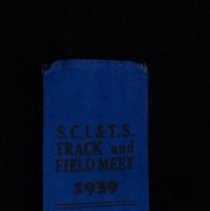 S.C.I.&T.S.
TRACK and
FIELD MEET
1939